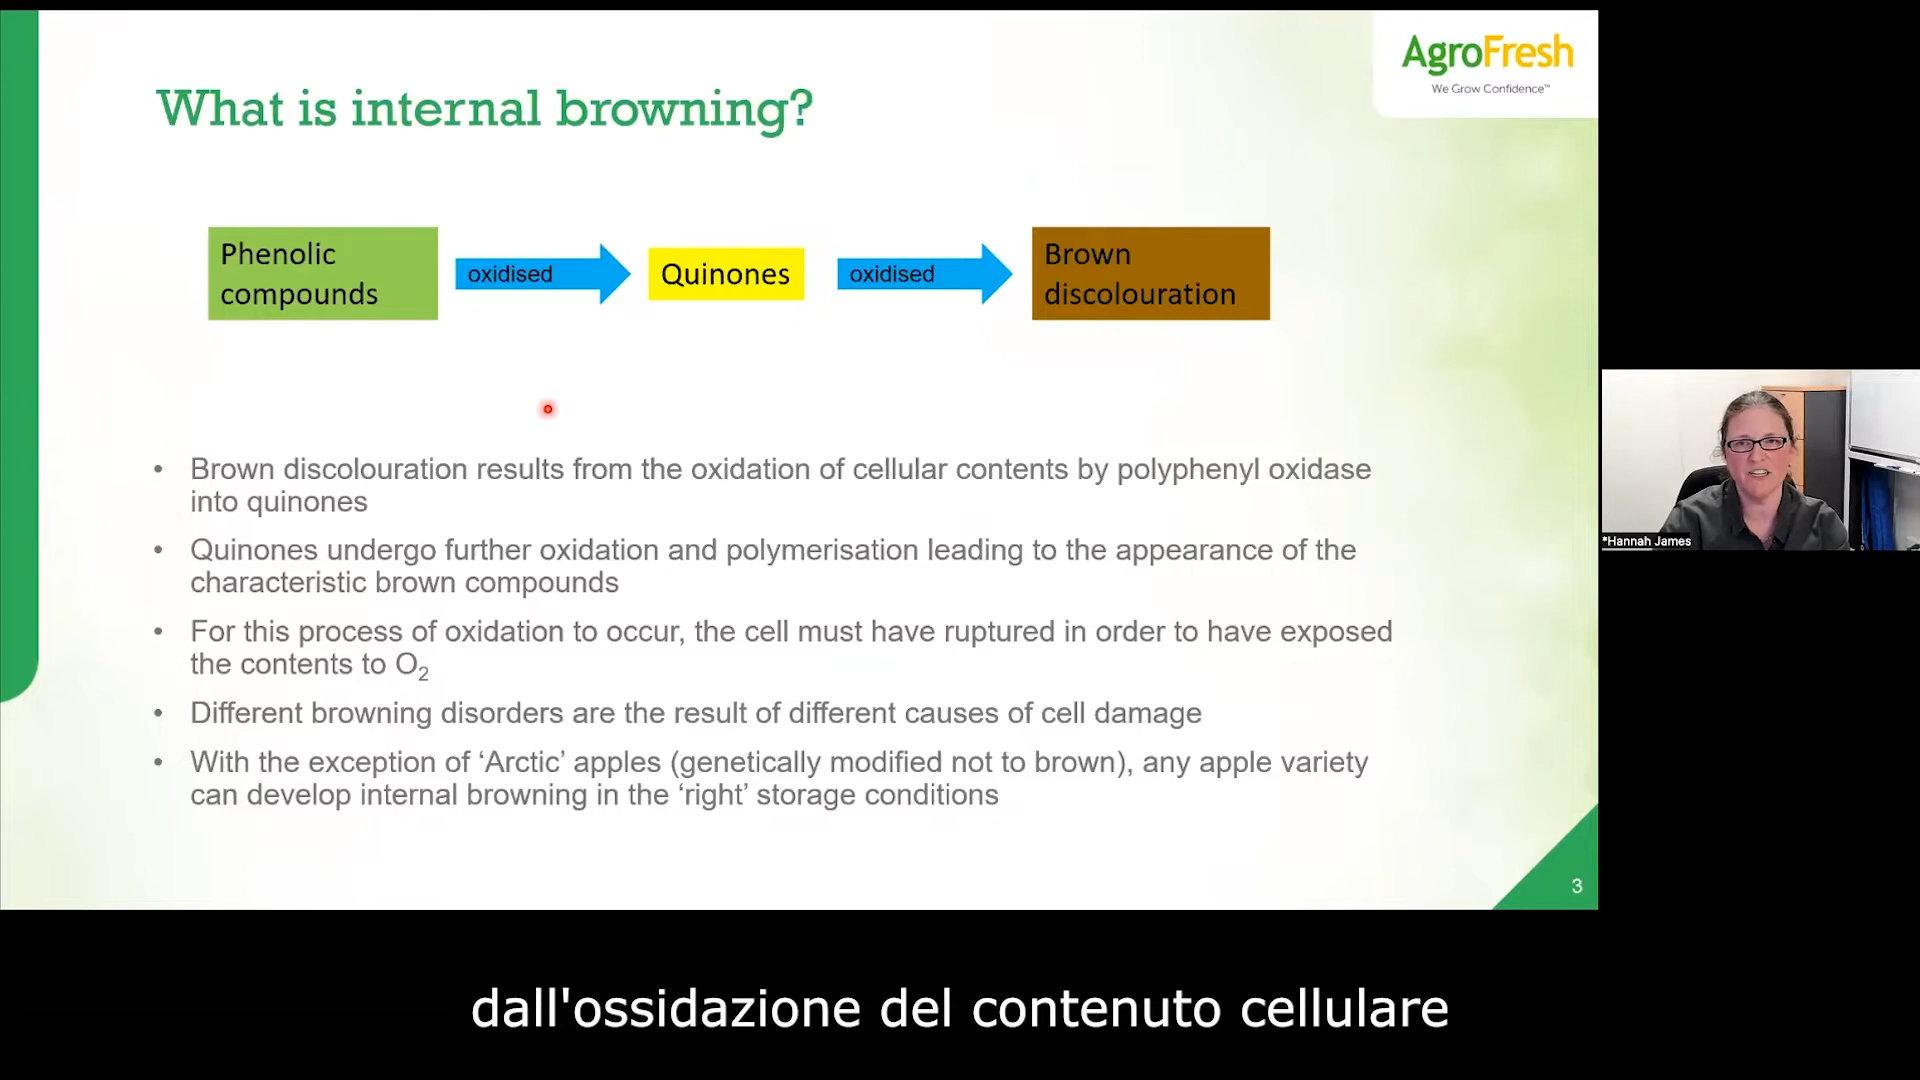 AgroFresh
We Grow Confidence™
What is internal browning?
Phenolic
compounds
oxidised
Quinones
oxidised
Brown
discolouration
• Brown discolouration results from the oxidation of cellular contents by polyphenyl oxidase
into quinones
• Quinones undergo further oxidation and polymerisation leading to the appearance of the
characteristic brown compounds
• For this process of oxidation to occur, the cell must have ruptured in order to have exposed
the contents to O₂
• Different browning disorders are the result of different causes of cell damage
• With the exception of ‘Arctic’ apples (genetically modified not to brown), any apple variety
can develop internal browning in the ‘right’ storage conditions
3
*Hannah James
dall'ossidazione del contenuto cellulare